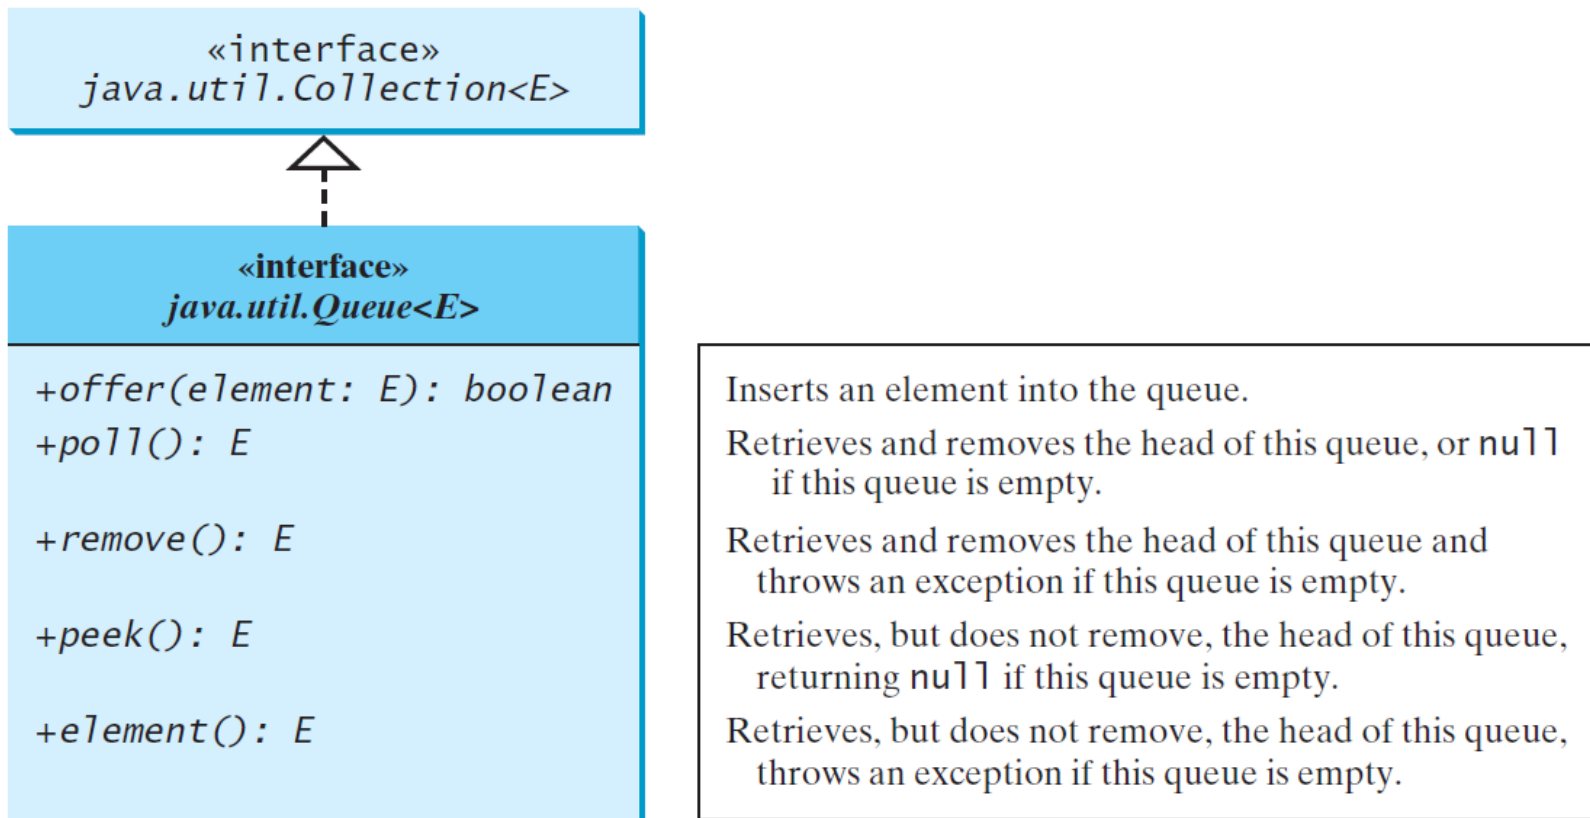 «interface»
java.util.Collection<E>
«interface»
java.util.Queue<E>
+offer(element: E): boolean
Inserts an element into the queue.
+poll(): E
Retrieves and removes the head of this queue, or null
if this queue is empty.
+remove(): E
Retrieves and removes the head of this queue and
throws an exception if this queue is empty.
+peek(): E
Retrieves, but does not remove, the head of this queue,
returning null if this queue is empty.
+element(): E
Retrieves, but does not remove, the head of this queue,
throws an exception if this queue is empty.